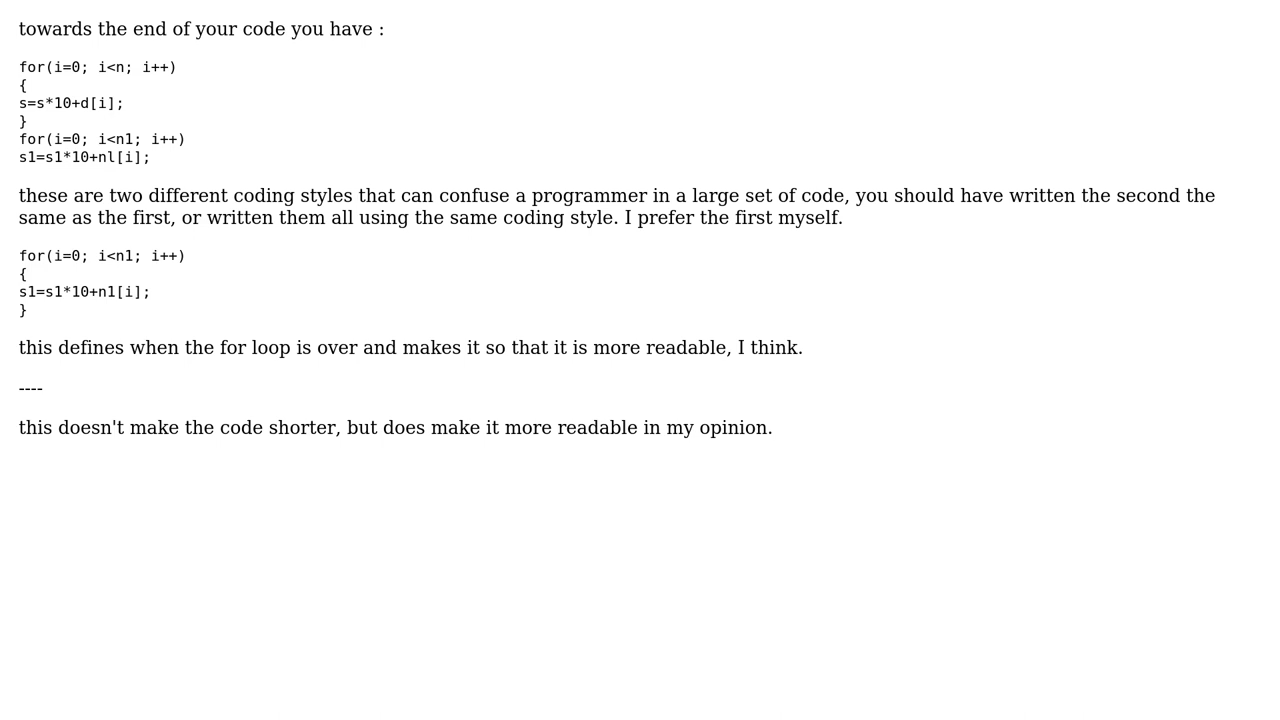 towards the end of your code you have :
for(i=0; i<n; i++)
{
s=s*10+d[i];
}
for(i=0; i<n1; i++)
s1=s1*10+nl[i];
these are two different coding styles that can confuse a programmer in a large set of code, you should have written the second the
same as the first, or written them all using the same coding style. I prefer the first myself.
for(i=0; i<n1; i++)
{
s1=s1*10+n1[i];
}
this defines when the for loop is over and makes it so that it is more readable, I think.
----
this doesn't make the code shorter, but does make it more readable in my opinion.